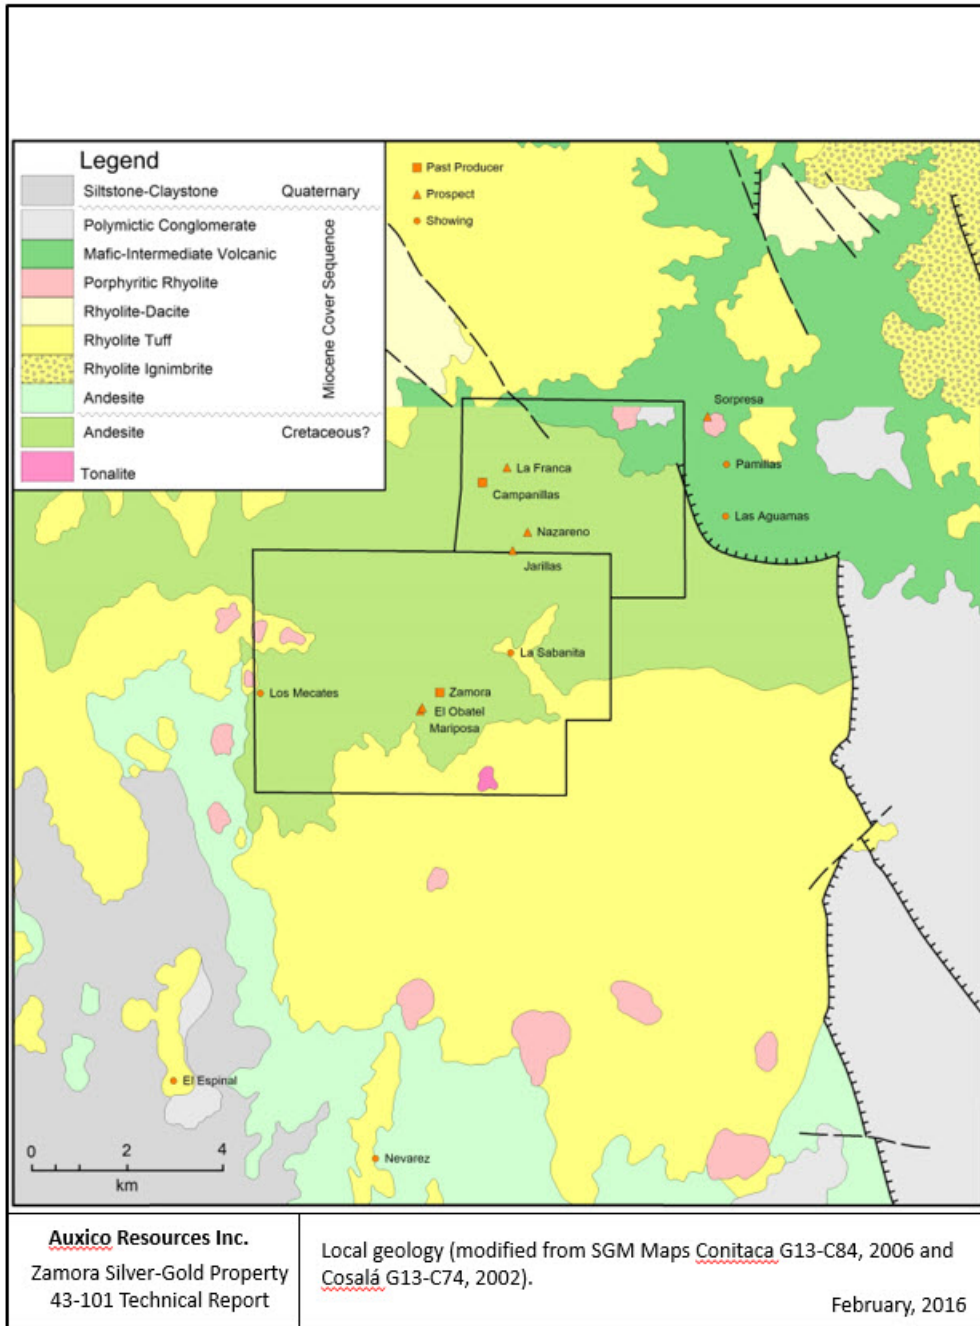 Legend
Siltstone-Claystone Quaternary
Polymictic Conglomerate
Mafic-Intermediate Volcanic
Porphyritic Rhyolite
Rhyolite-Dacite
Rhyolite Tuff
Rhyolite Ignimbrite
Andesite
Miocene Cover Sequence
Andesite Cretaceous?
Tonalite
Past Producer
Prospect
Showing
Sorpresa
La Franca
Pamillas
Campanillas
Las Aguamas
Nazareno
Jarillas
La Sabanita
Los Mecates
Zamora
El Obatel
Mariposa
El Espinal
Nevarez
0 2 4
km
Auxico Resources Inc.
Zamora Silver-Gold Property
43-101 Technical Report
Local geology (modified from SGM Maps Conitaca G13-C84, 2006 and
Cosalá G13-C74, 2002).
February, 2016